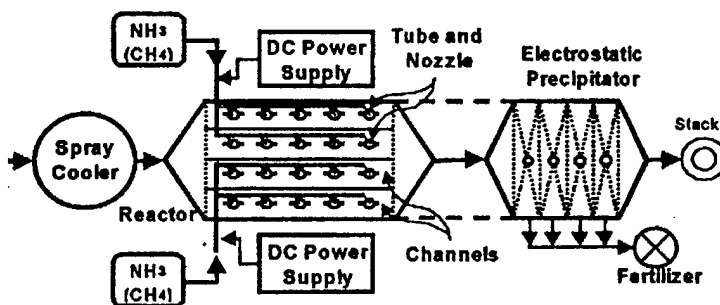 NH3
(CH4)
DC Power
Supply
Tube and
Nozzle
Electrostatic
Precipitator
Stack
Spray
Cooler
Reactor
Channels
DC Power
Supply
NH3
(CH4)
Fartilizer